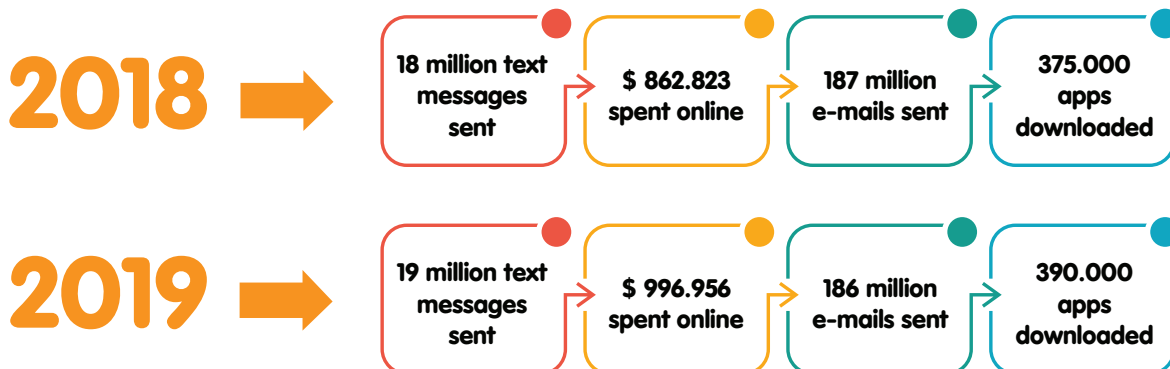 2018
18 million text
messages
sent
$ 862.823
spent online
187 million
e-mails sent
375.000
apps
downloaded
2019
19 million text
messages
sent
$ 996.956
spent online
186 million
e-mails sent
390.000
apps
downloaded